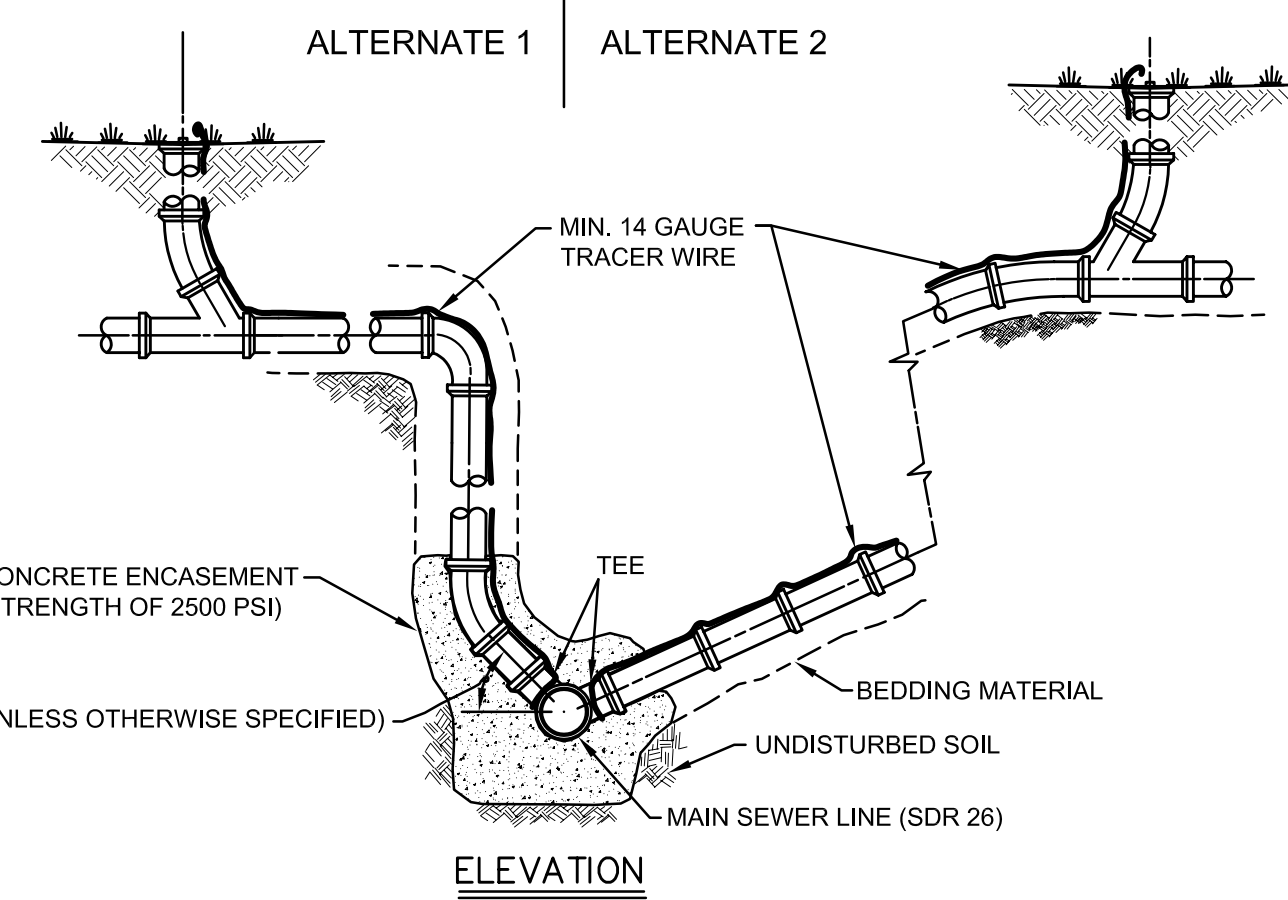 ALTERNATE 1
ALTERNATE 2
MIN. 14 GAUGE
TRACER WIRE
ONCRETE ENCASEMENT
TRENGTH OF 2500 PSI)
TEE
NLESS OTHERWISE SPECIFIED)
BEDDING MATERIAL
UNDISTURBED SOIL
MAIN SEWER LINE (SDR 26)
ELEVATION